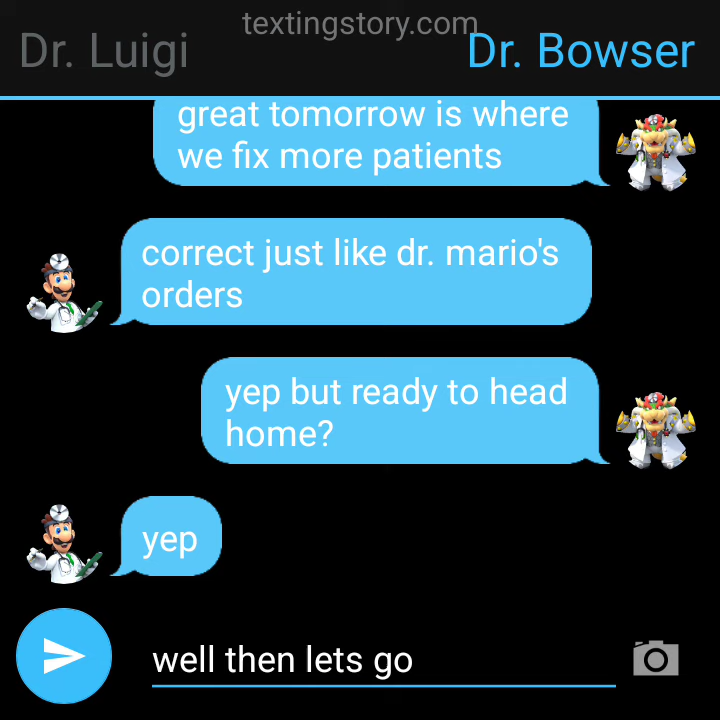 textingstory.com
Dr. Luigi
Dr. Bowser
great tomorrow is where
we fix more patients
correct just like dr. mario's
orders
yep but ready to head
home?
yep
well then lets go